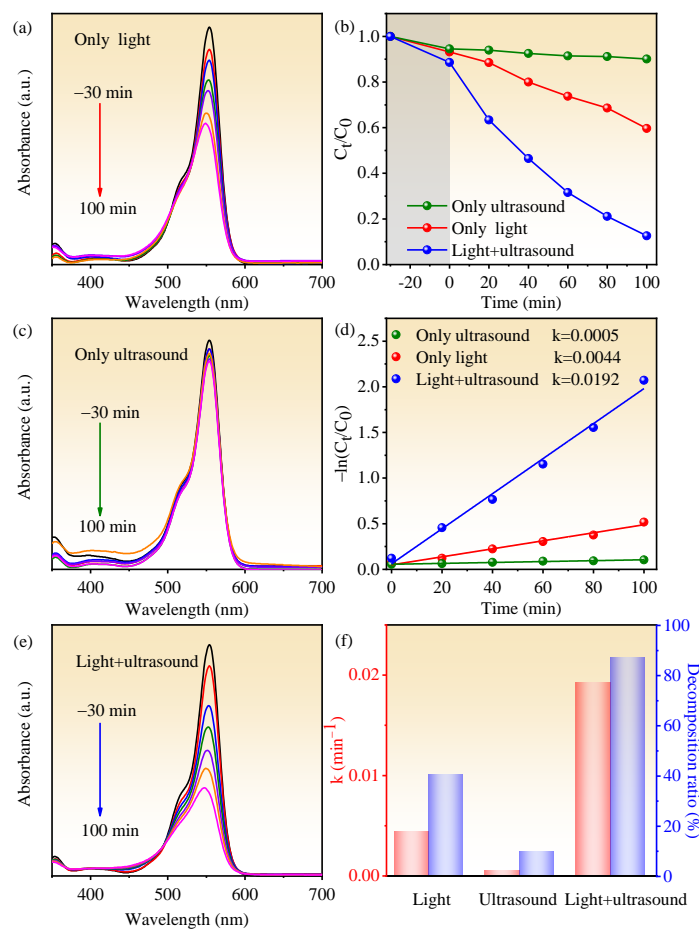 (a)
Only light
−30 min
100 min
Absorbance (a.u.)
400 500 600 700
Wavelength (nm)
(b)
1.0
0.8
0.6
0.4
0.2
0.0
Ct/C0
Only ultrasound
Only light
Light+ultrasound
-20 0 20 40 60 80 100
Time (min)
(c)
Only ultrasound
−30 min
100 min
Absorbance (a.u.)
400 500 600 700
Wavelength (nm)
(d)
2.5
2.0
1.5
1.0
0.5
0.0
−ln(Ct/C0)
Only ultrasound k=0.0005
Only light k=0.0044
Light+ultrasound k=0.0192
0 20 40 60 80 100
Time (min)
(e)
Light+ultrasound
−30 min
100 min
Absorbance (a.u.)
400 500 600 700
Wavelength (nm)
(f)
0.02
0.01
0.00
k (min⁻¹)
100
80
60
40
20
0
Decomposition ratio (%)
Light Ultrasound Light+ultrasound